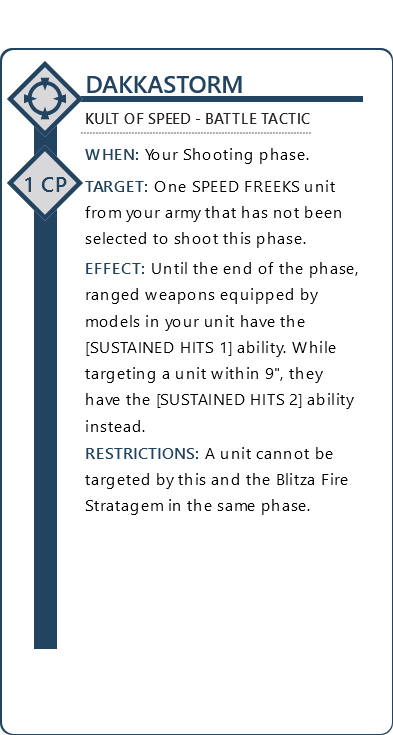 DAKKASTORM
KULT OF SPEED - BATTLE TACTIC
WHEN: Your Shooting phase.
1 CP
TARGET: One SPEED FREEKS unit
from your army that has not been
selected to shoot this phase.
EFFECT: Until the end of the phase,
ranged weapons equipped by
models in your unit have the
[SUSTAINED HITS 1] ability. While
targeting a unit within 9", they
have the [SUSTAINED HITS 2] ability
instead.
RESTRICTIONS: A unit cannot be
targeted by this and the Blitza Fire
Stratagem in the same phase.